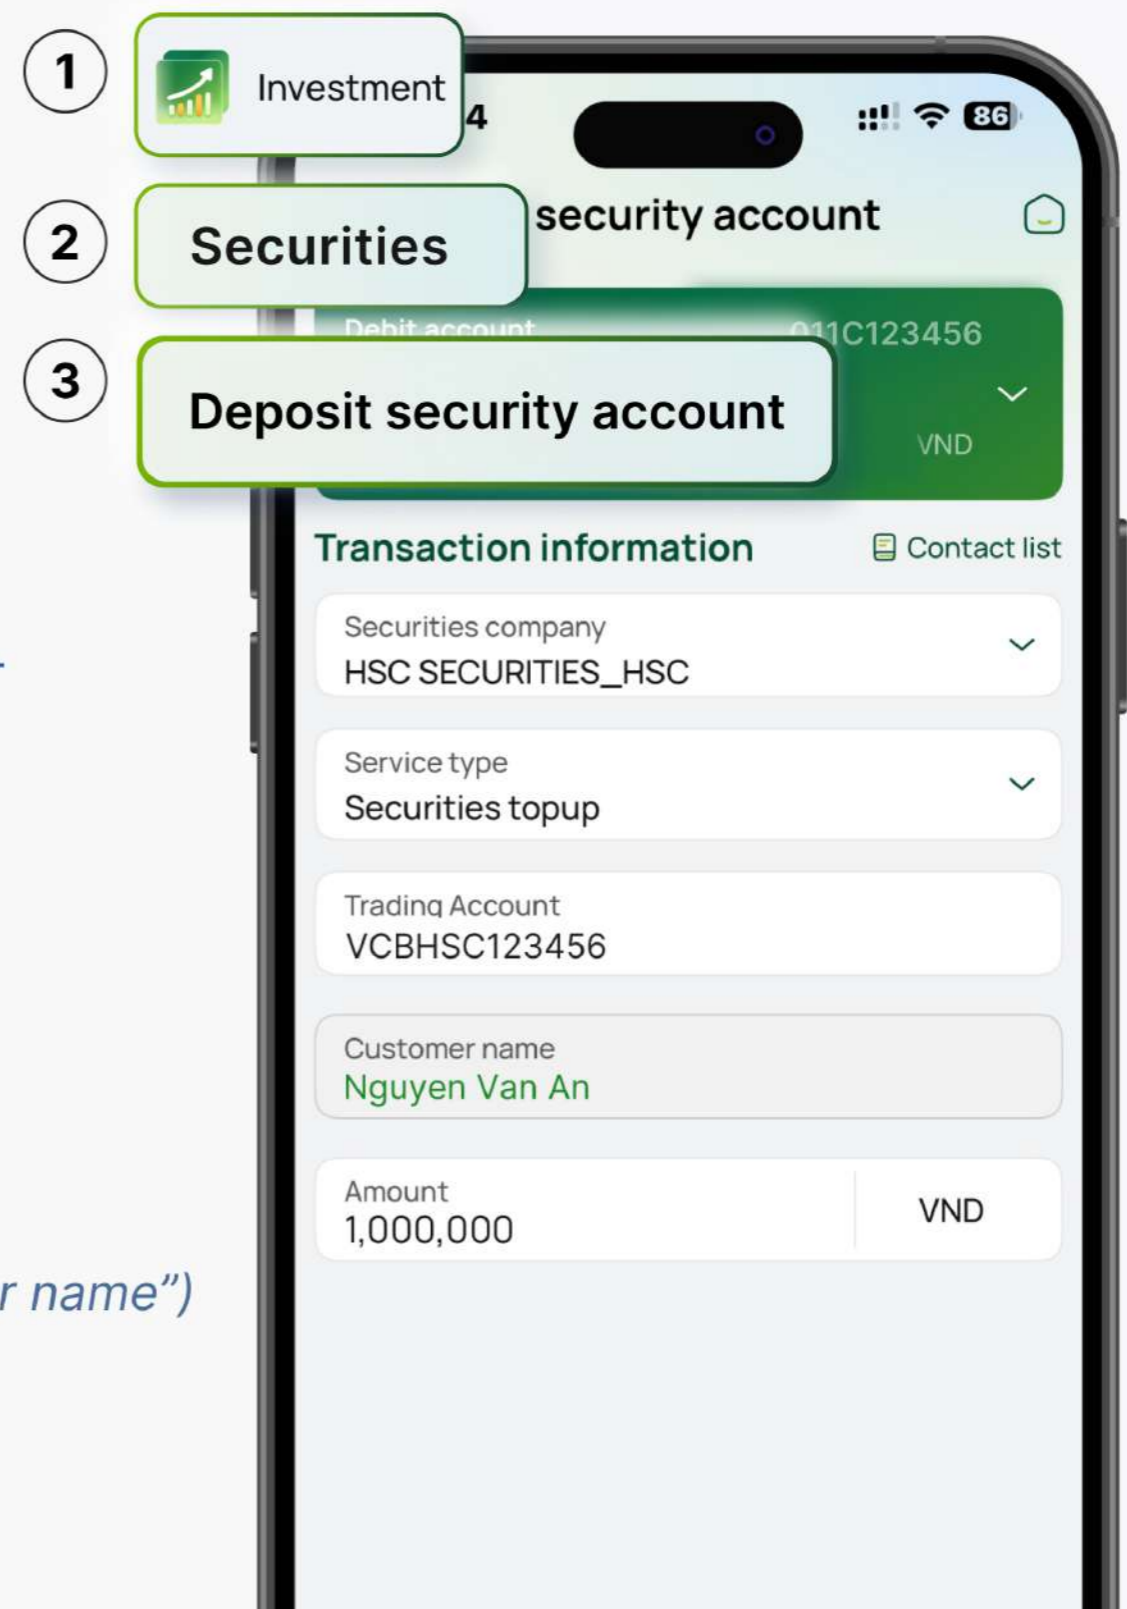 1
Investment
4
86
2
Securities
security account
Debit account
011C123456
3
Deposit security account
VND
Transaction information
Contact list
Securities company
HSC SECURITIES_HSC
Service type
Securities topup
Trading Account
VCBHSC123456
Customer name
Nguyen Van An
Amount
1,000,000
VND
r name”)